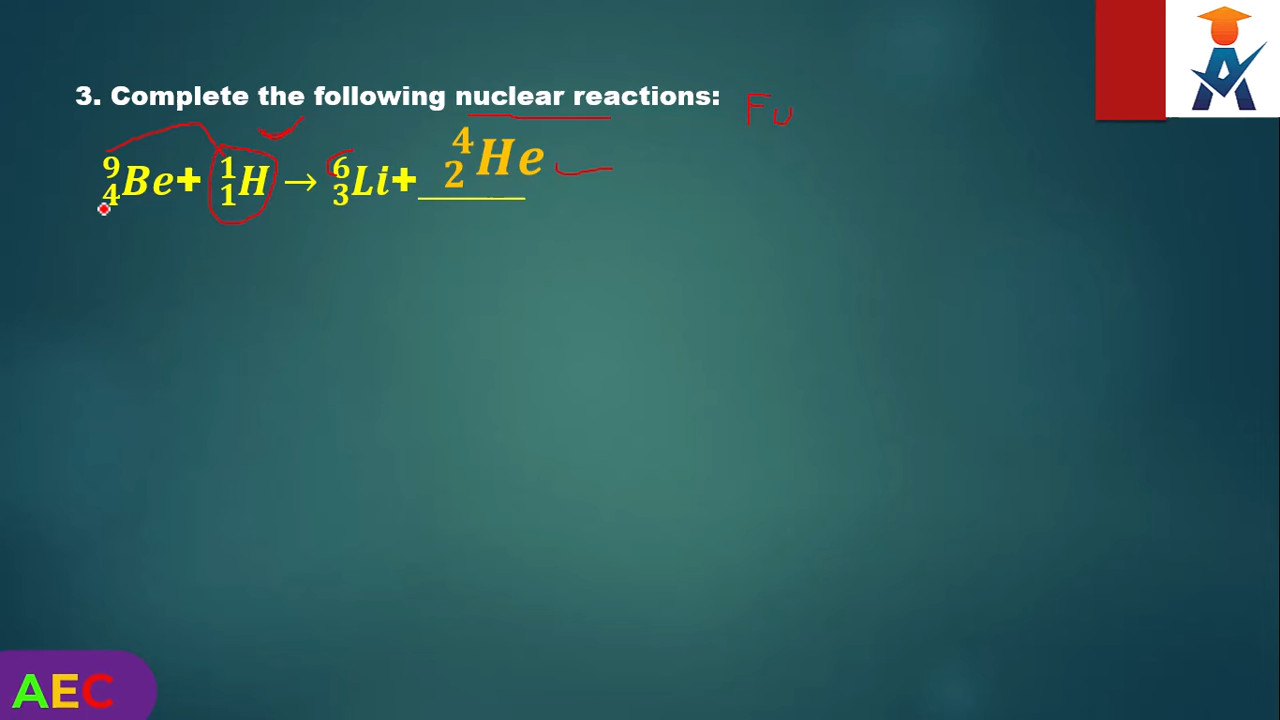 3. Complete the following nuclear reactions: Fu
⁹₄Be+ ¹₁H → ⁶₃Li+ ⁴₂He
AEC